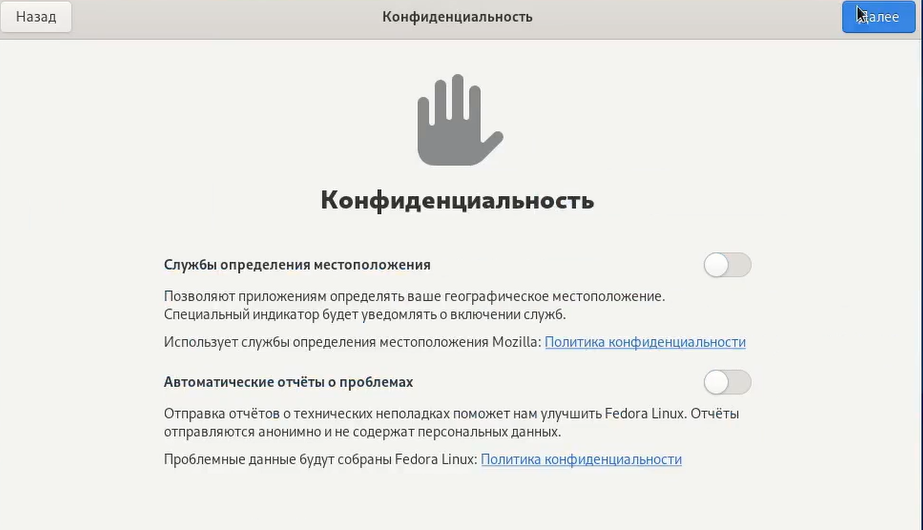 Назад
Конфиденциальность
Далее
Конфиденциальность
Службы определения местоположения
Позволяют приложениям определять ваше географическое местоположение.
Специальный индикатор будет уведомлять о включении служб.
Использует службы определения местоположения Mozilla: Политика конфиденциальности
Автоматические отчёты о проблемах
Отправка отчётов о технических неполадках поможет нам улучшить Fedora Linux. Отчёты
отправляются анонимно и не содержат персональных данных.
Проблемные данные будут собраны Fedora Linux: Политика конфиденциальности